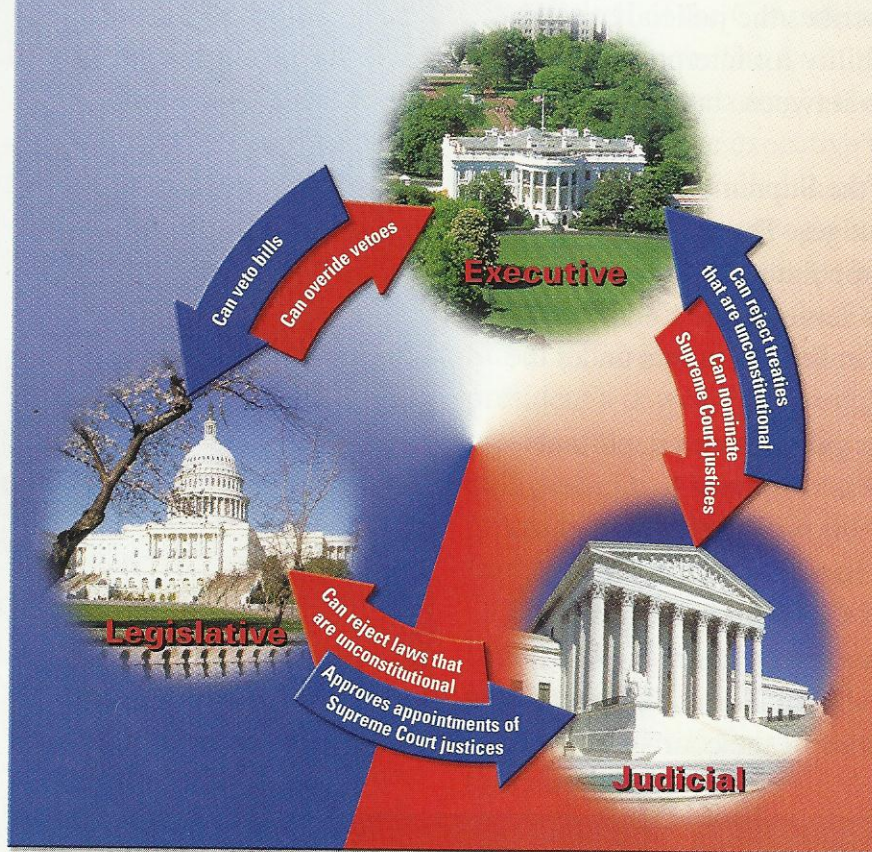 Executive
Can veto bills
Can overide vetoes
Can reject treaties
that are unconstitutional
Can nominate
Supreme Court justices
Legislative
Can reject laws that
are unconstitutional
Approves appointments of
Supreme Court justices
Judicial